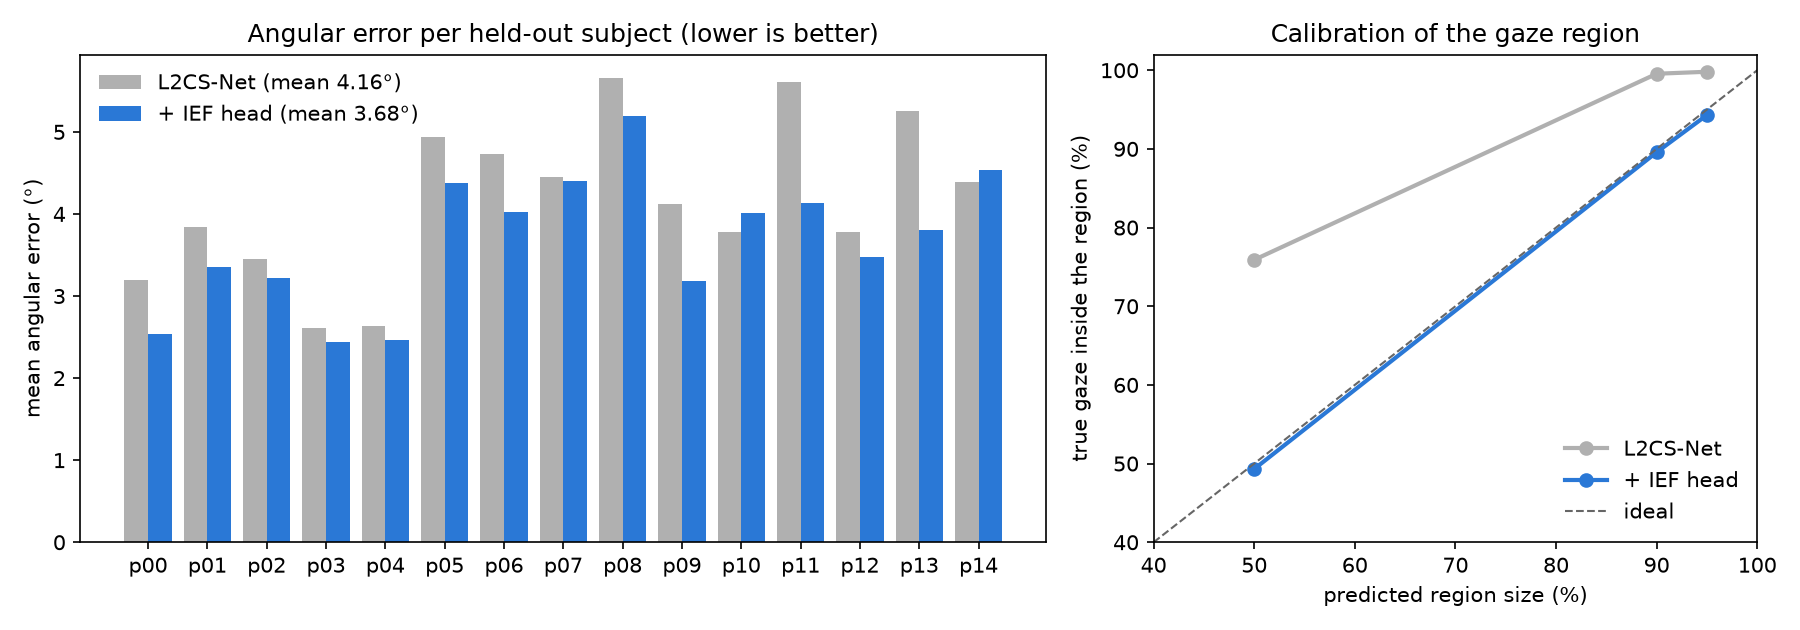 Angular error per held-out subject (lower is better)
L2CS-Net (mean 4.16°)
+ IEF head (mean 3.68°)
mean angular error (°)
5
4
3
2
1
0
p00 p01 p02 p03 p04 p05 p06 p07 p08 p09 p10 p11 p12 p13 p14
Calibration of the gaze region
true gaze inside the region (%)
100
90
80
70
60
50
40
L2CS-Net
+ IEF head
ideal
40 50 60 70 80 90 100
predicted region size (%)